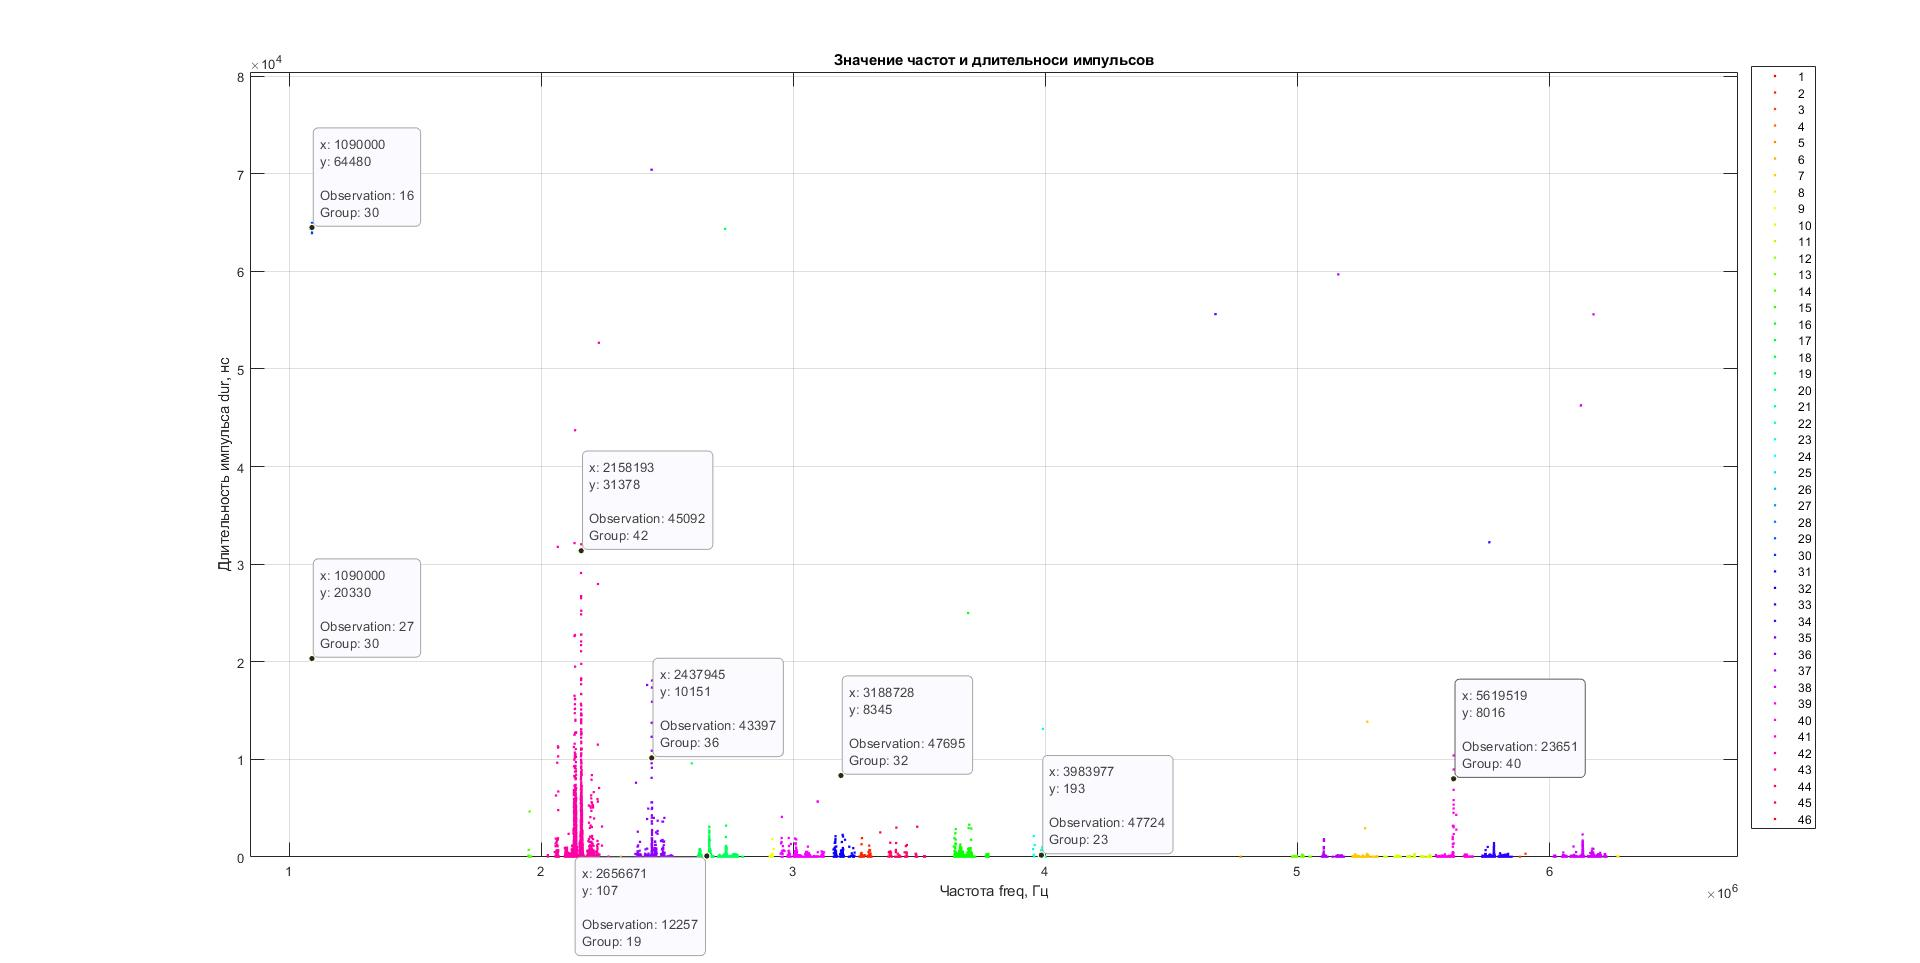 Значение частот и длительноси импульсов
×10⁴
8
7
6
5
4
3
2
1
0
Длительность импульса dur, нс
x: 1090000
y: 64480
Observation: 16
Group: 30
x: 2158193
y: 31378
Observation: 45092
Group: 42
x: 1090000
y: 20330
Observation: 27
Group: 30
x: 2437945
y: 10151
Observation: 43397
Group: 36
x: 3188728
y: 8345
Observation: 47695
Group: 32
x: 5619519
y: 8016
Observation: 23651
Group: 40
x: 3983977
y: 193
Observation: 47724
Group: 23
x: 2656671
y: 107
Observation: 12257
Group: 19
1 2 3 4 5 6
Частота freq, Гц
×10⁶
1
2
3
4
5
6
7
8
9
10
11
12
13
14
15
16
17
18
19
20
21
22
23
24
25
26
27
28
29
30
31
32
33
34
35
36
37
38
39
40
41
42
43
44
45
46